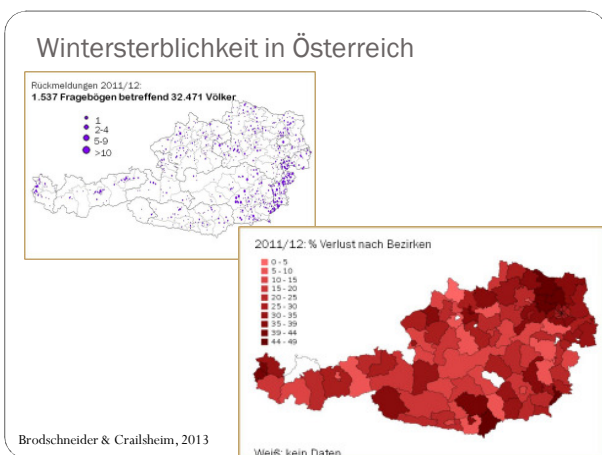 Wintersterblichkeit in Österreich
Rückmeldungen 2011/12:
1.537 Fragebögen betreffend 32.471 Völker
1
2-4
5-9
>10
2011/12: % Verlust nach Bezirken
0 - 5
5 - 10
10 - 15
15 - 20
20 - 25
25 - 30
30 - 35
35 - 39
39 - 44
44 - 49
Brodschneider & Crailsheim, 2013
Weiß: kein Daten